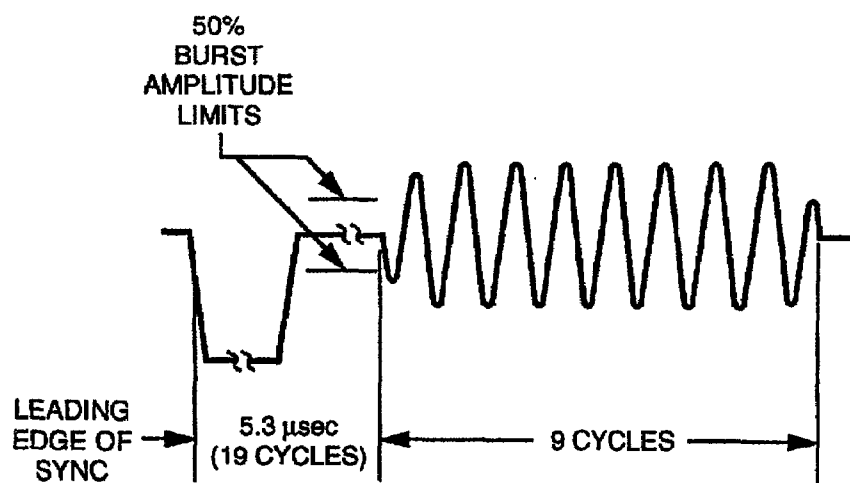 50%
BURST
AMPLITUDE
LIMITS
LEADING
EDGE OF
SYNC
5.3 µsec
(19 CYCLES)
9 CYCLES